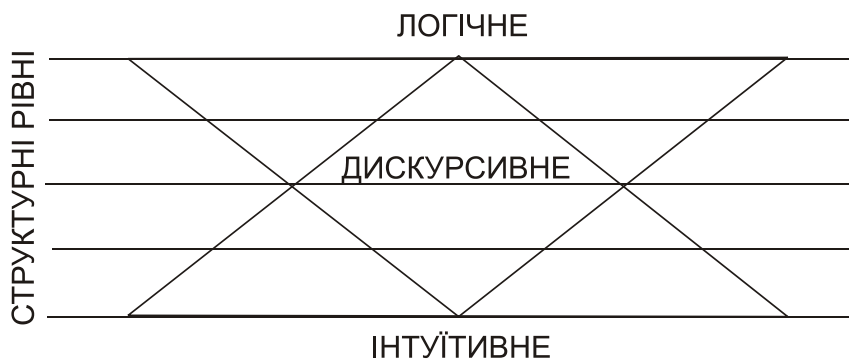 ЛОГІЧНЕ
СТРУКТУРНІ РІВНІ
ДИСКУРСИВНЕ
ІНТУЇТИВНЕ